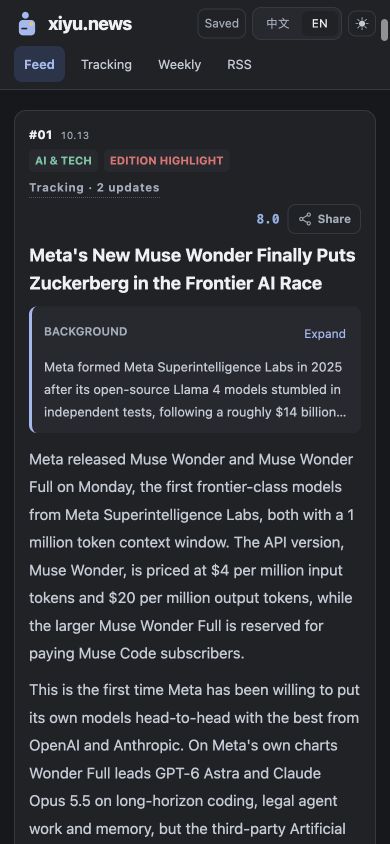 xiyu.news
Saved
中文
EN
Feed
Tracking
Weekly
RSS
#01 10.13
AI & TECH
EDITION HIGHLIGHT
Tracking · 2 updates
8.0
Share
Meta's New Muse Wonder Finally Puts
Zuckerberg in the Frontier AI Race
BACKGROUND
Expand
Meta formed Meta Superintelligence Labs in 2025
after its open-source Llama 4 models stumbled in
independent tests, following a roughly $14 billion…
Meta released Muse Wonder and Muse Wonder
Full on Monday, the first frontier-class models
from Meta Superintelligence Labs, both with a 1
million token context window. The API version,
Muse Wonder, is priced at $4 per million input
tokens and $20 per million output tokens, while
the larger Muse Wonder Full is reserved for
paying Muse Code subscribers.
This is the first time Meta has been willing to put
its own models head-to-head with the best from
OpenAI and Anthropic. On Meta's own charts
Wonder Full leads GPT-6 Astra and Claude
Opus 5.5 on long-horizon coding, legal agent
work and memory, but the third-party Artificial